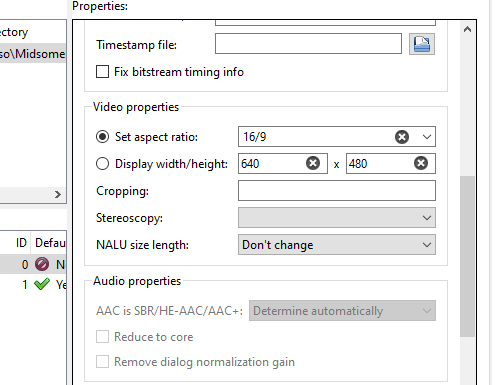 Properties:
ectory
so\Midsome
Timestamp file:
Fix bitstream timing info
Video properties
Set aspect ratio: 16/9
Display width/height: 640 x 480
Cropping:
Stereoscopy:
NALU size length: Don't change
ID Defau
0 N
1 Ye
Audio properties
AAC is SBR/HE-AAC/AAC+: Determine automatically
Reduce to core
Remove dialog normalization gain